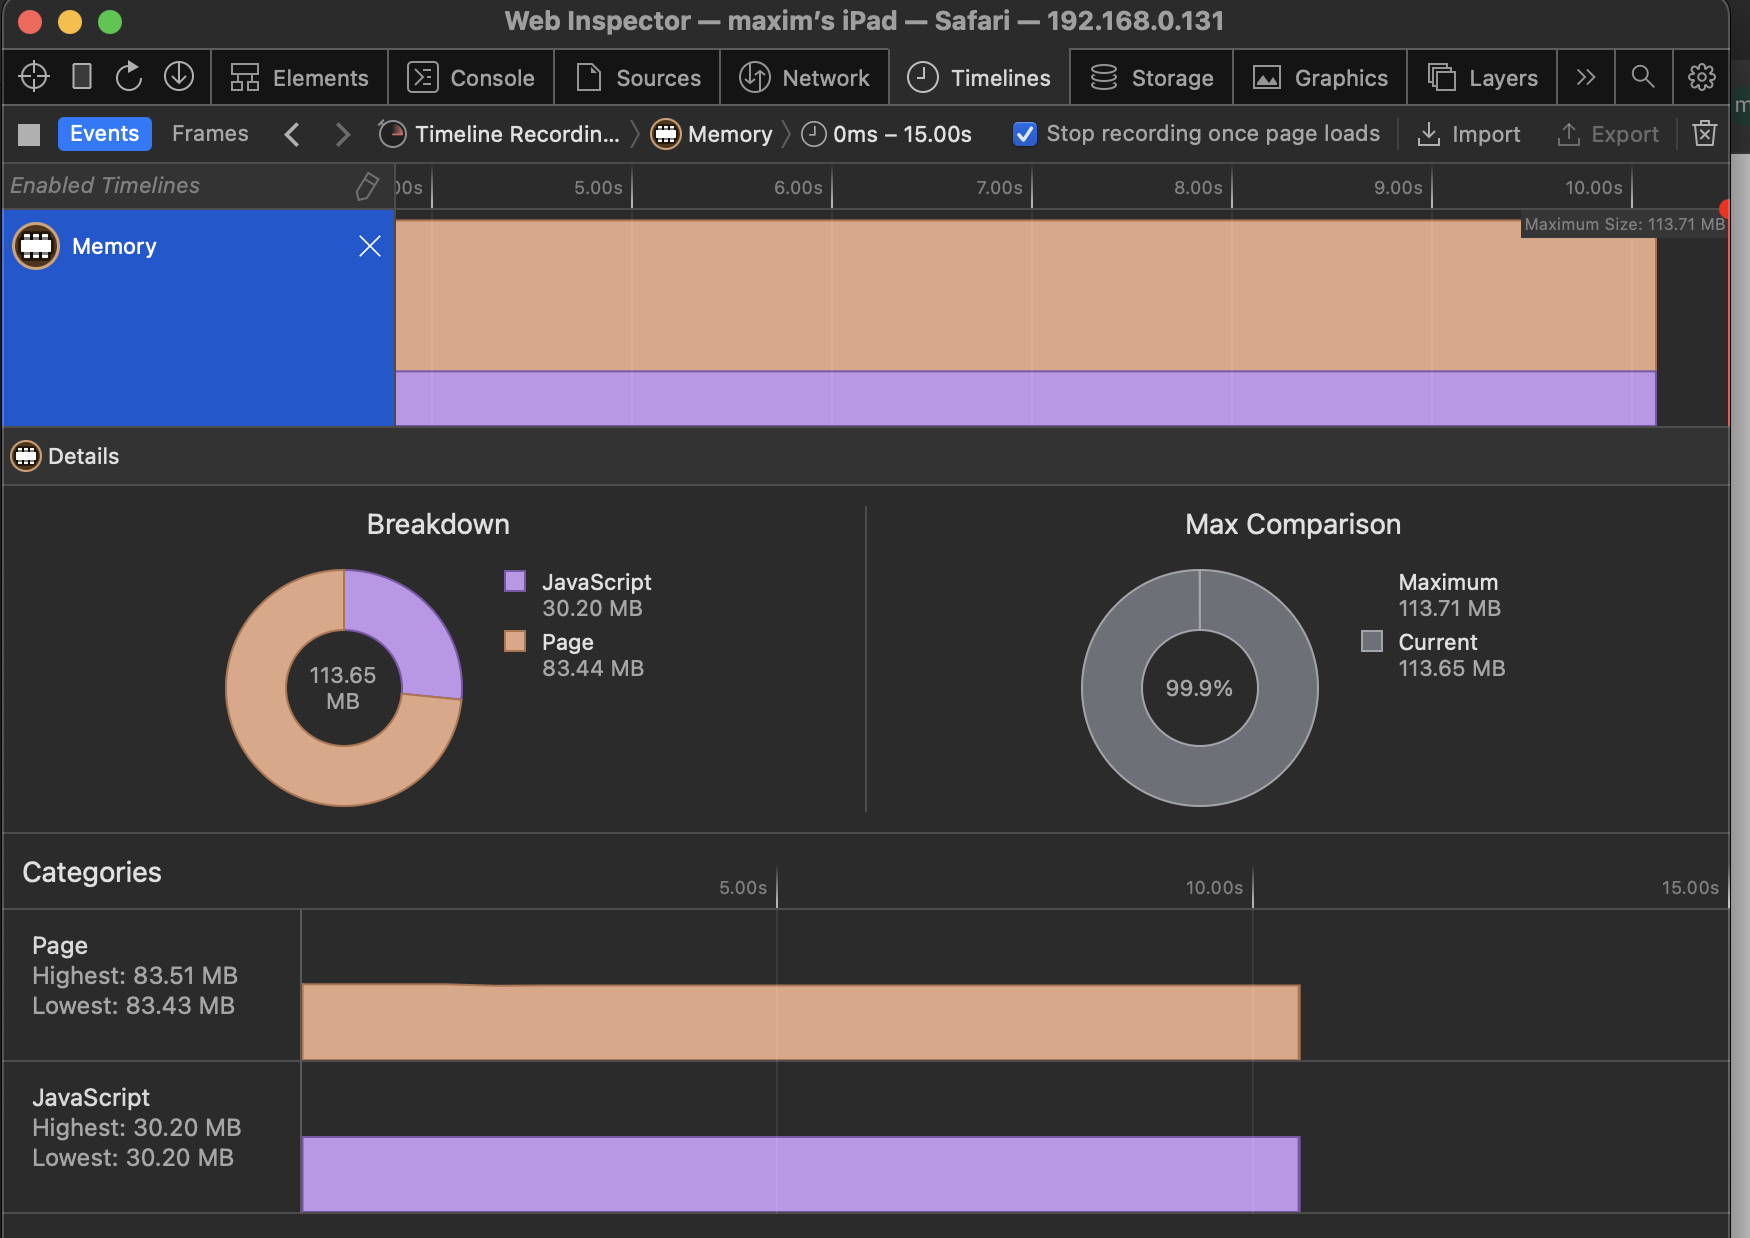 Web Inspector — maxim's iPad — Safari — 192.168.0.131
Elements Console Sources Network Timelines Storage Graphics Layers
Events Frames Timeline Recordin... Memory 0ms – 15.00s Stop recording once page loads Import Export
Enabled Timelines 00s 5.00s 6.00s 7.00s 8.00s 9.00s 10.00s
Maximum Size: 113.71 MB
Memory
Details
Breakdown
JavaScript
30.20 MB
Page
83.44 MB
113.65
MB
Max Comparison
Maximum
113.71 MB
Current
113.65 MB
99.9%
Categories
5.00s 10.00s 15.00s
Page
Highest: 83.51 MB
Lowest: 83.43 MB
JavaScript
Highest: 30.20 MB
Lowest: 30.20 MB